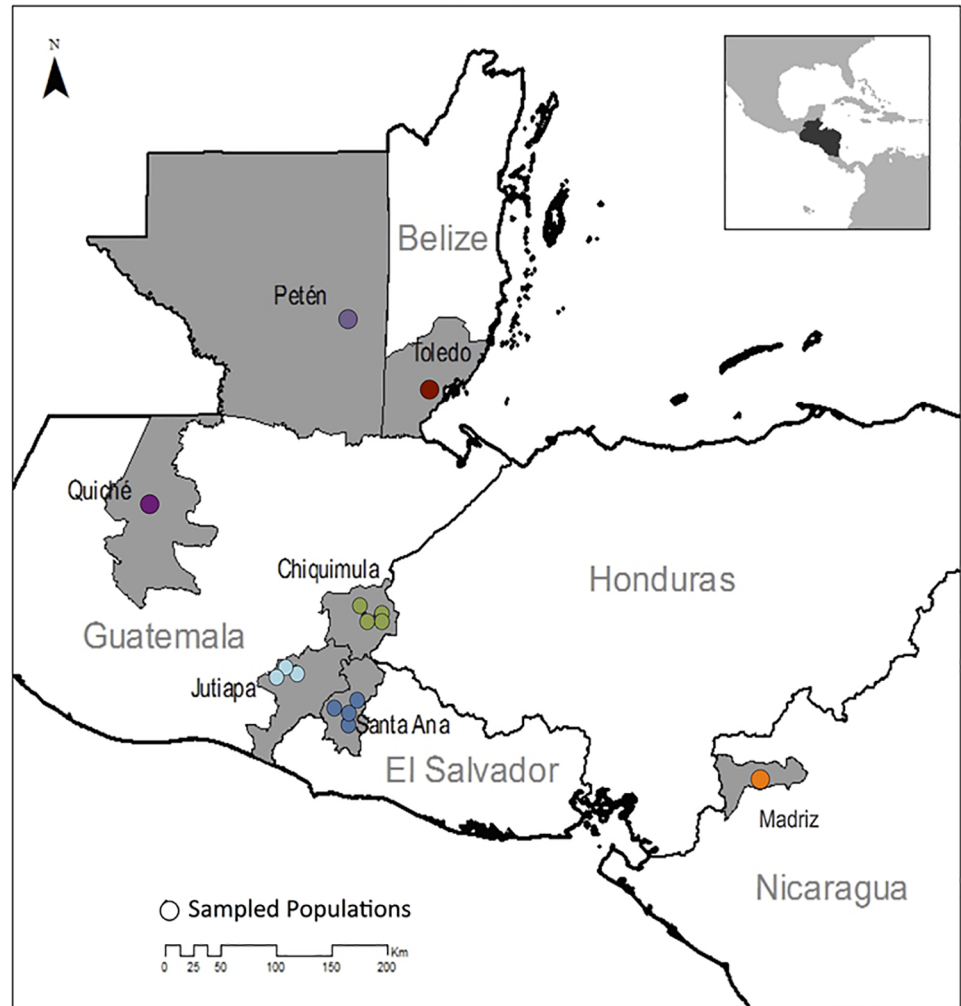 N
Belize
Petén
Toledo
Quiché
Chiquimula
Honduras
Guatemala
Jutiapa
Santa Ana
El Salvador
Madriz
Nicaragua
Sampled Populations
Km
0 25 50 100 150 200